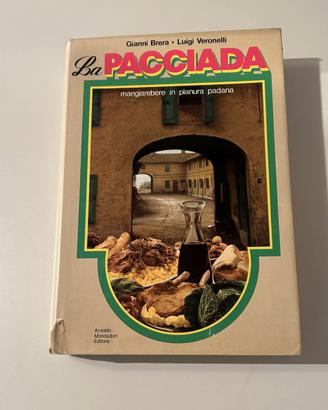 Gianni Brera • Luigi Veronelli
La PACCIADA
mangiarebere in pianura padana
Arnoldo
Mondadori
Editore